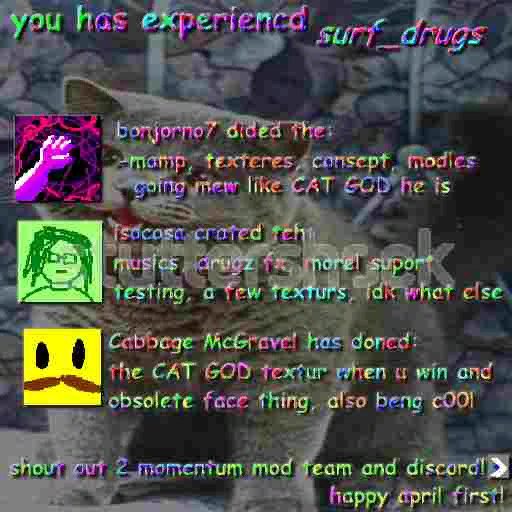 you has experiencd surf_drugs
bonjorno7 dided the:
-mamp, texteres, consept, modles
going mew like CAT GOD he is
isacosa crated teh:
musics, drugz fx, morel suport
testing, a few texturs, idk what else
Cabbage McGravel has doned:
the CAT GOD textur when u win and
obsolete face thing, also beng c00l
shout out 2 momentum mod team and discord!
happy april first!